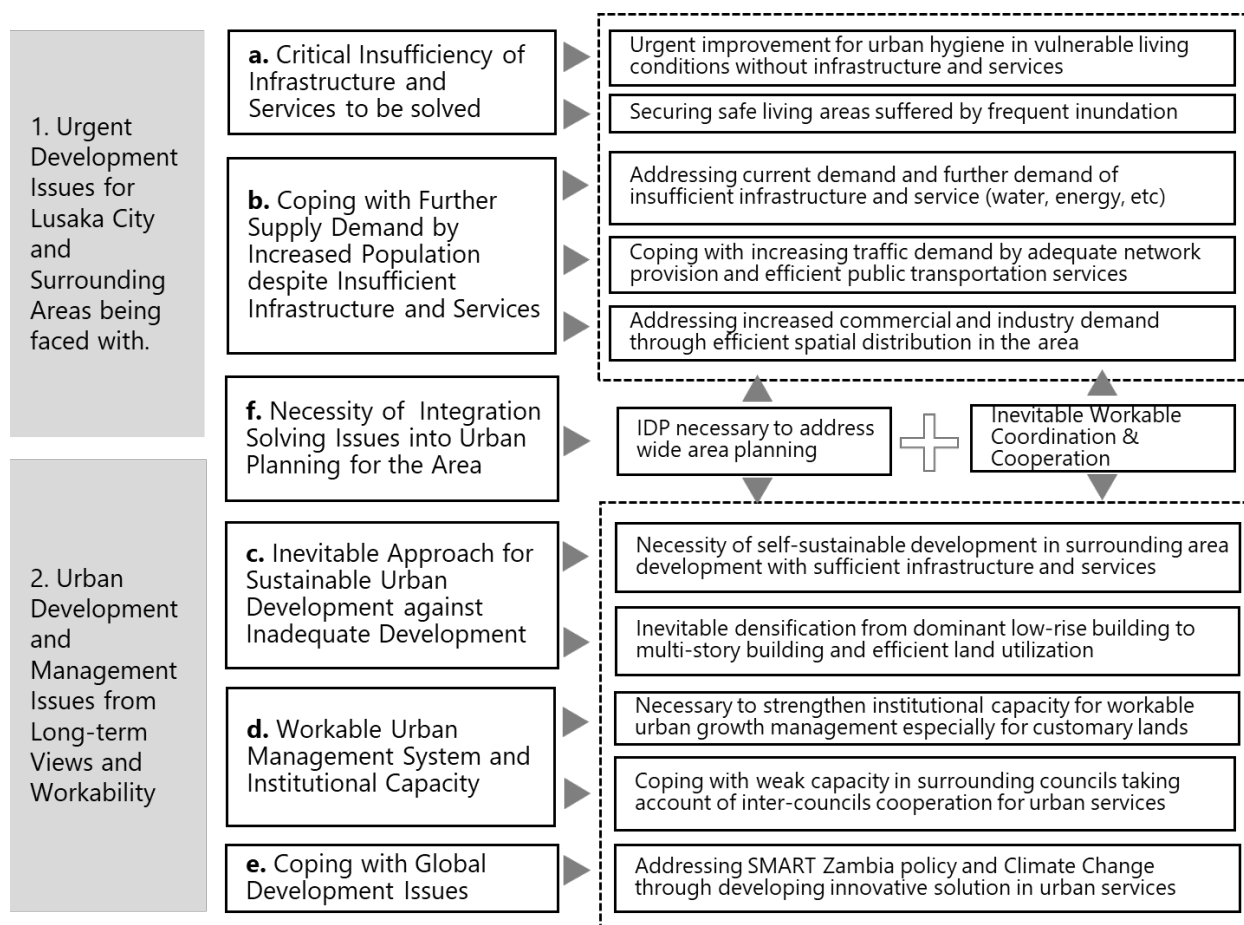 1. Urgent
Development
Issues for
Lusaka City
and
Surrounding
Areas being
faced with.
a. Critical Insufficiency of
Infrastructure and
Services to be solved
Urgent improvement for urban hygiene in vulnerable living
conditions without infrastructure and services
Securing safe living areas suffered by frequent inundation
b. Coping with Further
Supply Demand by
Increased Population
despite Insufficient
Infrastructure and Services
Addressing current demand and further demand of
insufficient infrastructure and service (water, energy, etc)
Coping with increasing traffic demand by adequate network
provision and efficient public transportation services
Addressing increased commercial and industry demand
through efficient spatial distribution in the area
f. Necessity of Integration
Solving Issues into Urban
Planning for the Area
IDP necessary to address
wide area planning
Inevitable Workable
Coordination &
Cooperation
2. Urban
Development
and
Management
Issues from
Long-term
Views and
Workability
c. Inevitable Approach for
Sustainable Urban
Development against
Inadequate Development
Necessity of self-sustainable development in surrounding area
development with sufficient infrastructure and services
Inevitable densification from dominant low-rise building to
multi-story building and efficient land utilization
d. Workable Urban
Management System and
Institutional Capacity
Necessary to strengthen institutional capacity for workable
urban growth management especially for customary lands
Coping with weak capacity in surrounding councils taking
account of inter-councils cooperation for urban services
e. Coping with Global
Development Issues
Addressing SMART Zambia policy and Climate Change
through developing innovative solution in urban services